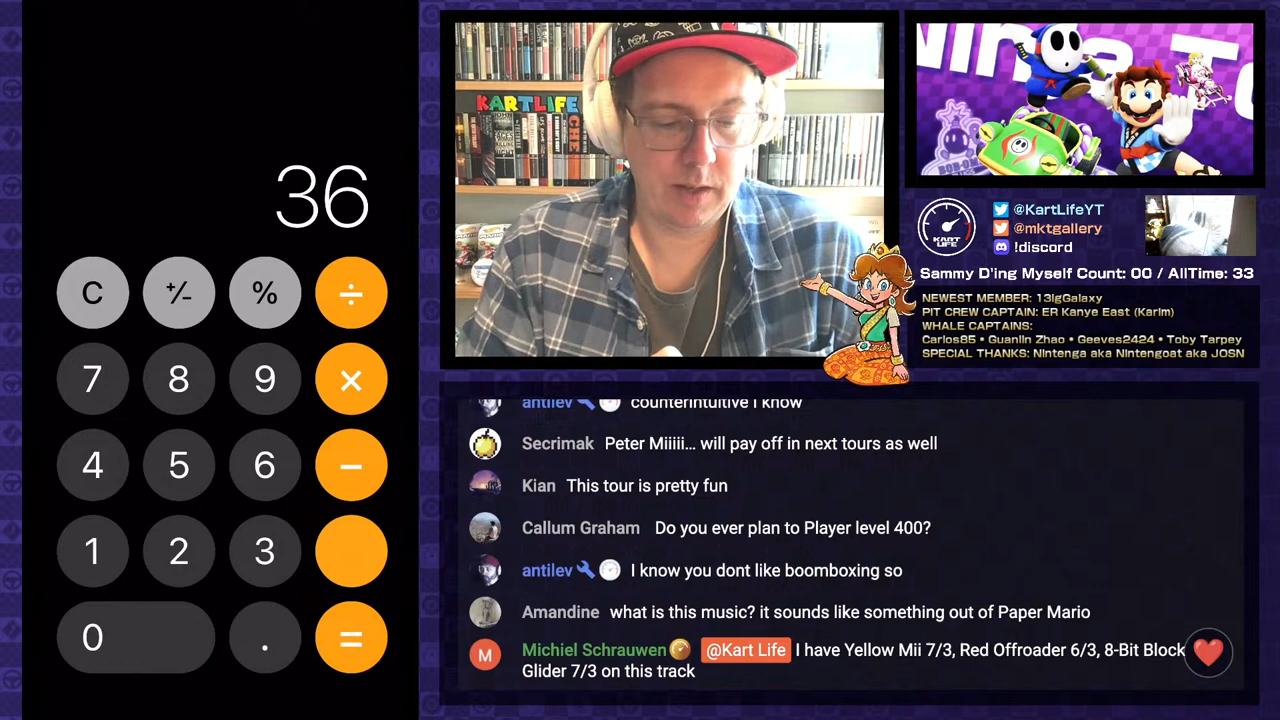 36
C
+/-
%
÷
7
8
9
×
4
5
6
−
1
2
3
0
.
=
KARTLIFE
Ninja To
KART
LIFE
@KartLifeYT
@mktgallery
!discord
Sammy D'ing Myself Count: 00 / AllTime: 33
NEWEST MEMBER: 13lgGalaxy
PIT CREW CAPTAIN: ER Kanye East (Karim)
WHALE CAPTAINS:
Carlos85 • Guanlin Zhao • Geeves2424 • Toby Tarpey
SPECIAL THANKS: Nintenga aka Nintengoat aka JOSN
antilev counterintuitive I know
Secrimak Peter Miiiii... will pay off in next tours as well
Kian This tour is pretty fun
Callum Graham Do you ever plan to Player level 400?
antilev I know you dont like boomboxing so
Amandine what is this music? it sounds like something out of Paper Mario
M Michiel Schrauwen @Kart Life I have Yellow Mii 7/3, Red Offroader 6/3, 8-Bit Block
Glider 7/3 on this track